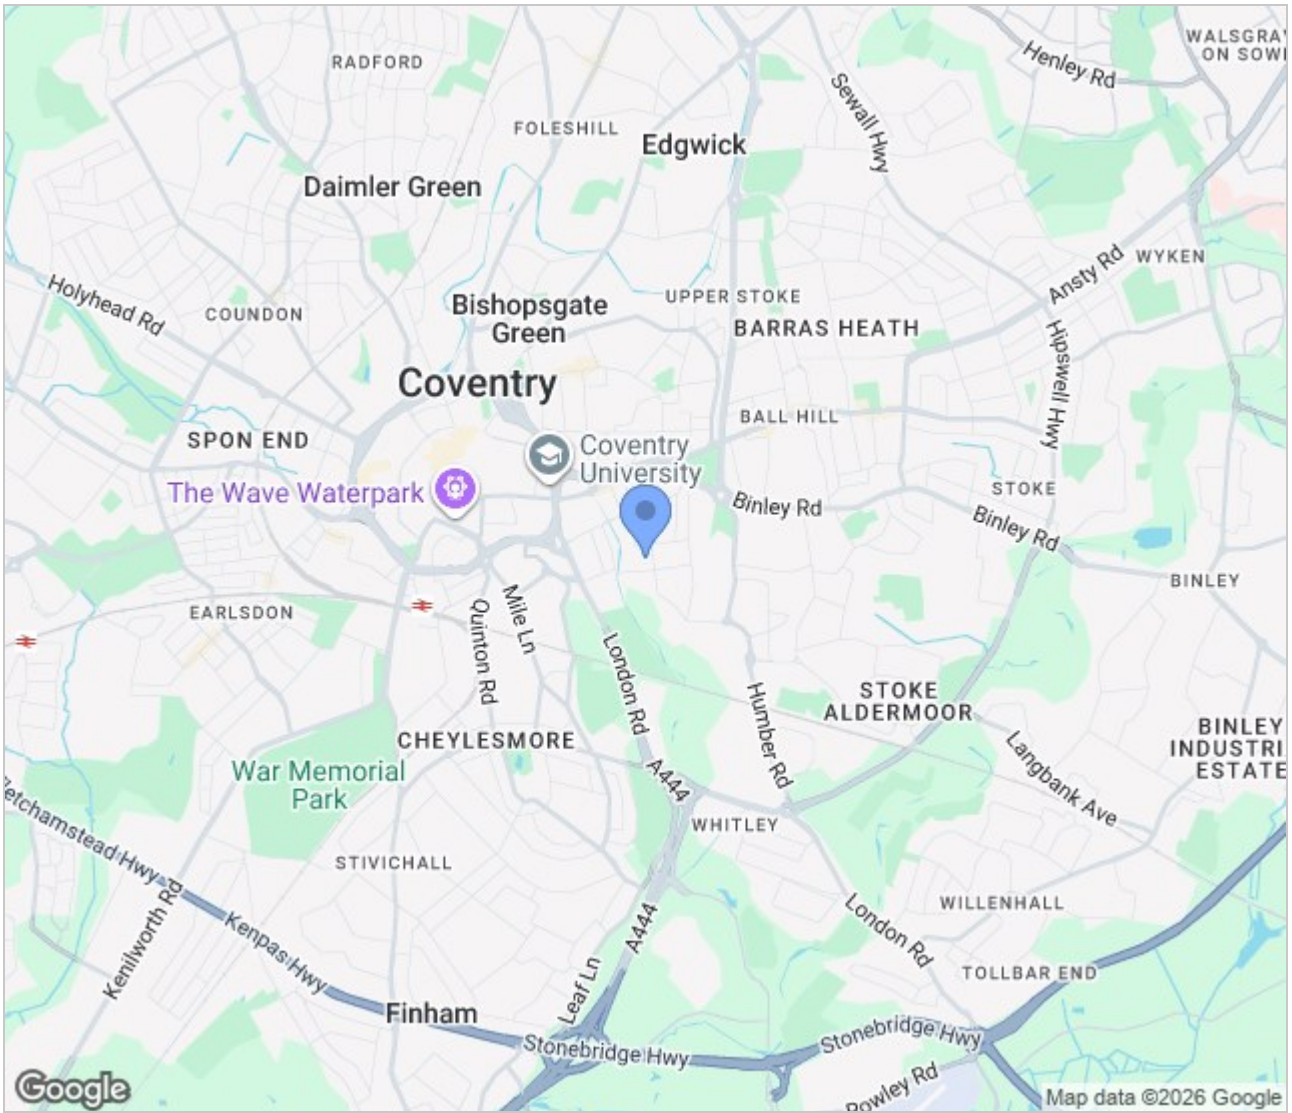 WALSGRA
ON SOW
RADFORD
Henley Rd
Sewall Hwy
FOLESHILL
Edgwick
Daimler Green
WYKEN
Ansty Rd
Holyhead Rd
COUNDON
Bishopsgate
Green
UPPER STOKE
BARRAS HEATH
Hipswell Hwy
Coventry
BALL HILL
SPON END
Coventry
University
The Wave Waterpark
STOKE
Binley Rd
Binley Rd
BINLEY
EARLSDON
Mile Ln
Quinton Rd
London Rd
STOKE
ALDERMOOR
Humber Rd
BINLEY
INDUSTRI
ESTATE
CHEYLESMORE
Langbank Ave
War Memorial
Park
A444
WHITLEY
Fletchamstead Hwy
STIVICHALL
Kenilworth Rd
WILLENHALL
London Rd
Kenpas Hwy
A444
TOLLBAR END
Leaf Ln
Finham
Stonebridge Hwy
Stonebridge Hwy
Rowley Rd
Google
Map data ©2026 Google